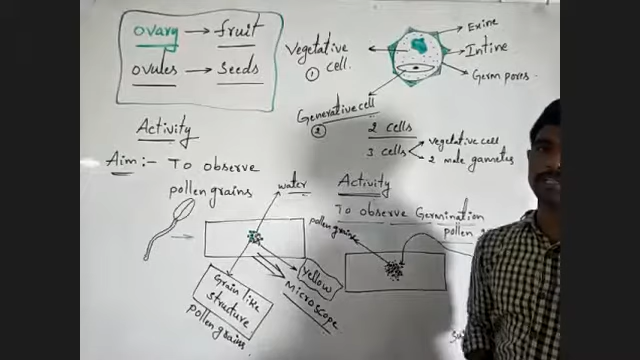 ovary → fruit
ovules → Seeds
Vegetative
① cell.
Exine
Intine
Germ pores.
Generative cell
②
2 cells
3 cells
vegetative cell
2 male gametes
Activity
Aim :- To observe
pollen grains
water
yellow
Microscope
Grain like
structure
pollen grains.
Activity
To observe Germination
pollen
pollen grains